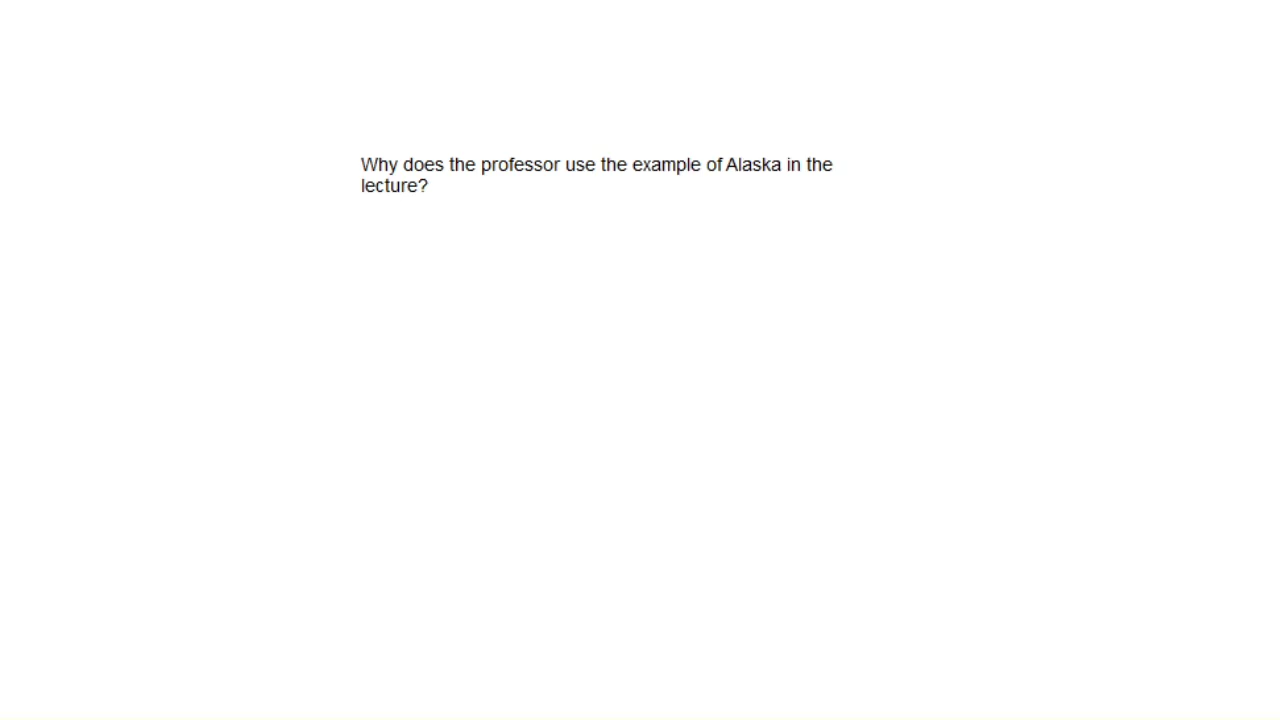 Why does the professor use the example of Alaska in the
lecture?